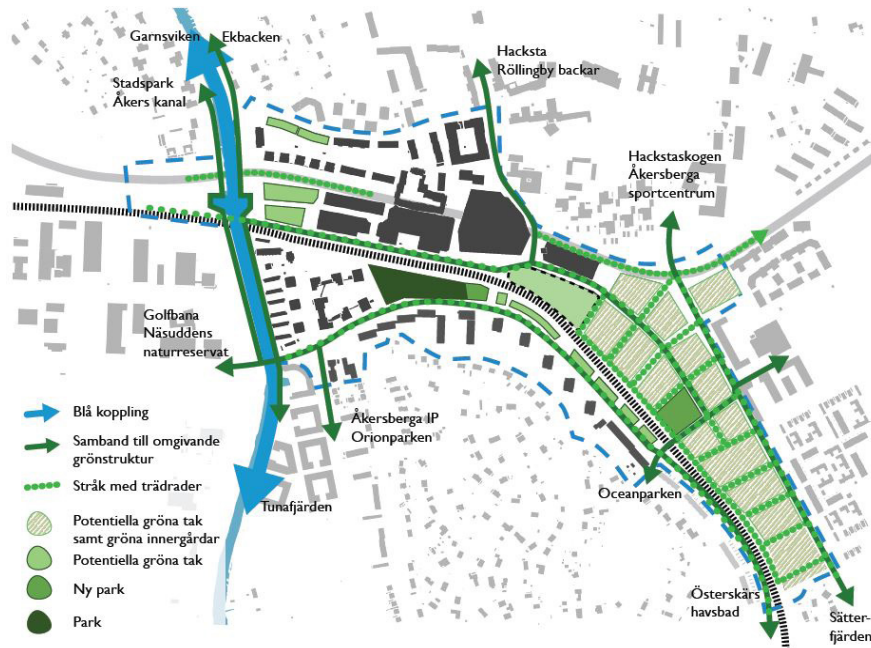 Garnsviken
Ekbacken
Stadspark
Åkers kanal
Hacksta
Röllingby backar
Hackstaskogen
Åkersberga
sportcentrum
Golfbana
Näsuddens
naturreservat
Åkersberga IP
Orionparken
Tunafjärden
Oceanparken
Österskärs
havsbad
Sätter-
fjärden
Blå koppling
Samband till omgivande
grönstruktur
Stråk med trädrader
Potentiella gröna tak
samt gröna innergårdar
Potentiella gröna tak
Ny park
Park